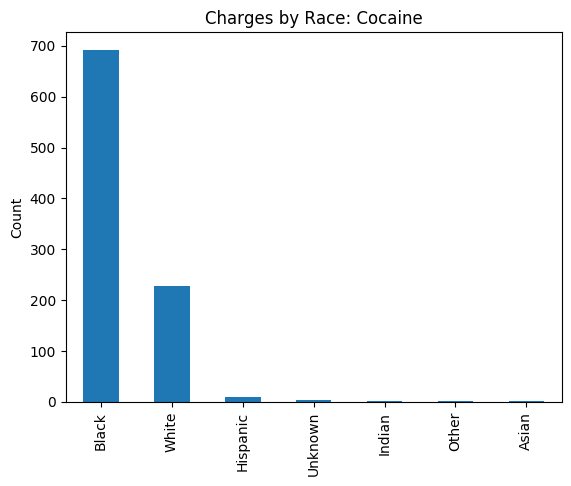 Charges by Race: Cocaine
700
600
500
400
300
200
100
0
Count
Black
White
Hispanic
Unknown
Indian
Other
Asian